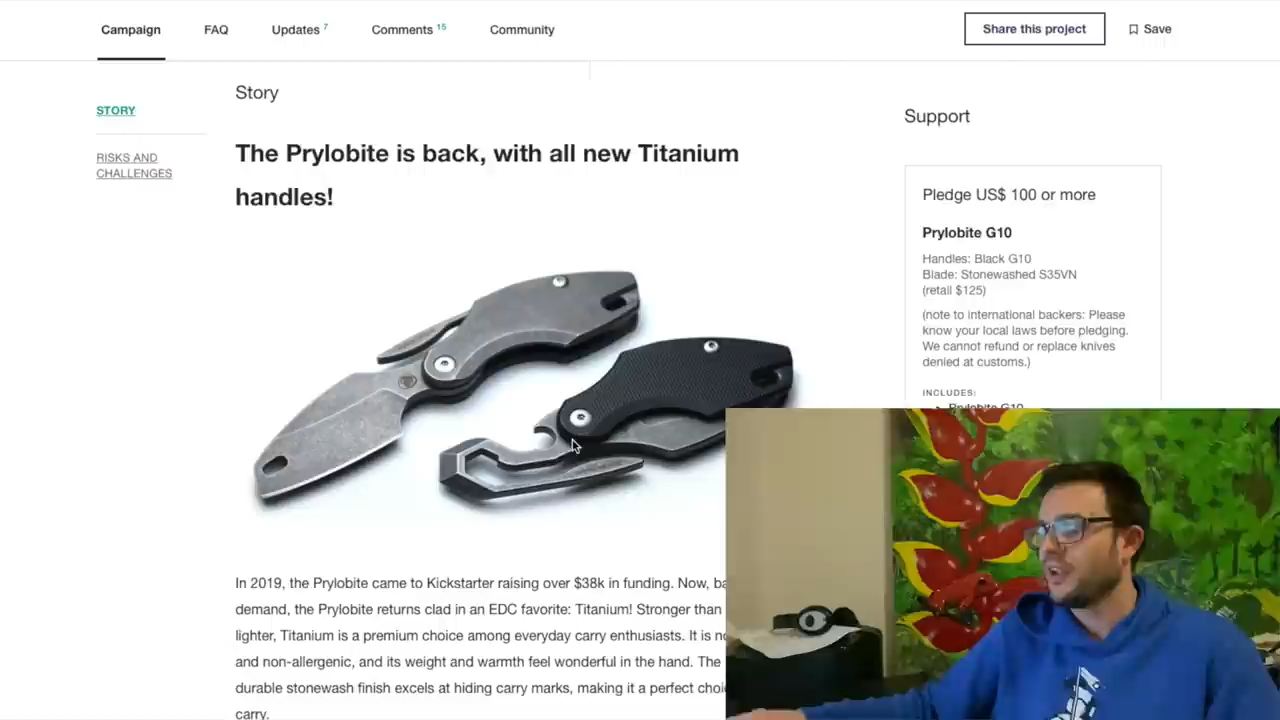 Campaign
FAQ
Updates 7
Comments 15
Community
Share this project
Save
STORY
RISKS AND
CHALLENGES
Story
The Prylobite is back, with all new Titanium
handles!
In 2019, the Prylobite came to Kickstarter raising over $38k in funding. Now,
demand, the Prylobite returns clad in an EDC favorite: Titanium! Stronger than
lighter, Titanium is a premium choice among everyday carry enthusiasts. It is
and non-allergenic, and its weight and warmth feel wonderful in the hand. The
durable stonewash finish excels at hiding carry marks, making it a perfect
carry.
Support
Pledge US$ 100 or more
Prylobite G10
Handles: Black G10
Blade: Stonewashed S35VN
(retail $125)
(note to international backers: Please
know your local laws before pledging.
We cannot refund or replace knives
denied at customs.)
INCLUDES:
Prylobite G10